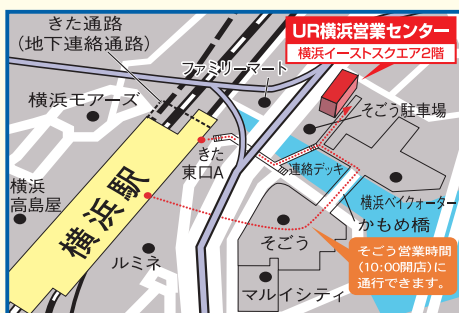 きた通路
(地下連絡通路)
UR横浜営業センター
横浜イーストスクエア2階
ファミリーマート
横浜モアーズ
そごう駐車場
きた
東口A
連絡デッキ
横浜
高島屋
横浜駅
横浜ベイクォーター
かもめ橋
そごう
ルミネ
そごう営業時間
(10:00開店)に
通行できます。
マルイシティ